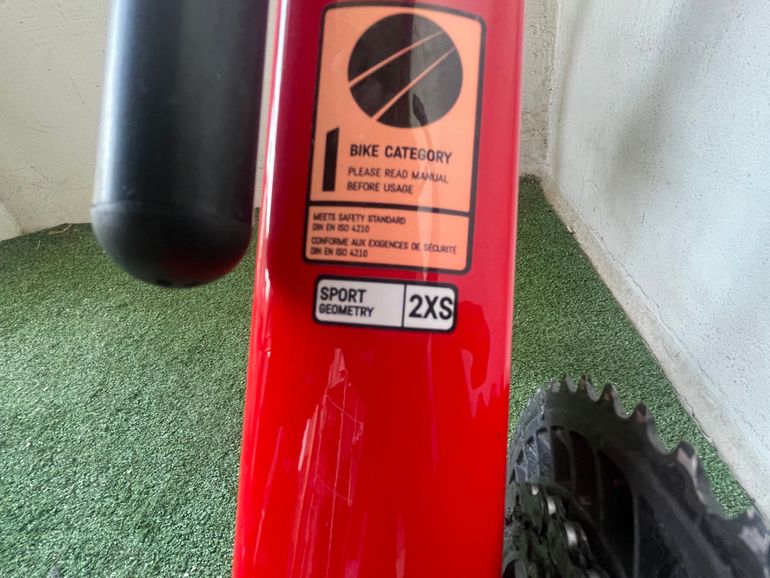 1
BIKE CATEGORY
PLEASE READ MANUAL
BEFORE USAGE
MEETS SAFETY STANDARD
DIN EN ISO 4210
CONFORME AUX EXIGENCES DE SÉCURITÉ
DIN EN ISO 4210
SPORT
GEOMETRY
2XS